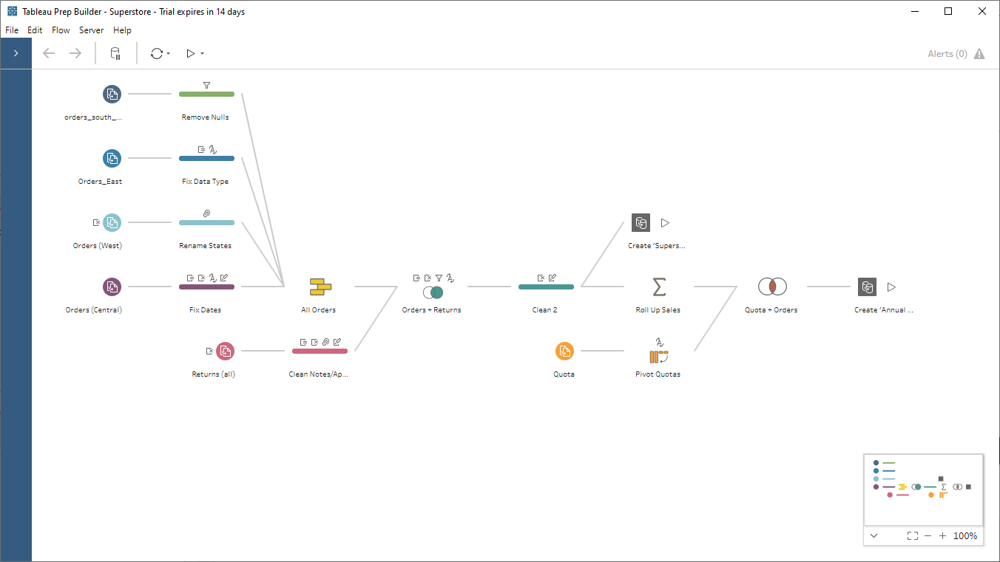 Tableau Prep Builder - Superstore - Trial expires in 14 days
File Edit Flow Server Help
Alerts (0)
orders_south_...
Remove Nulls
Orders_East
Fix Data Type
Orders (West)
Rename States
Create 'Supers...
Orders (Central)
Fix Dates
All Orders
Orders + Returns
Clean 2
Roll Up Sales
Quota + Orders
Create 'Annual ...
Returns (all)
Clean Notes/Ap...
Quota
Pivot Quotas
100%